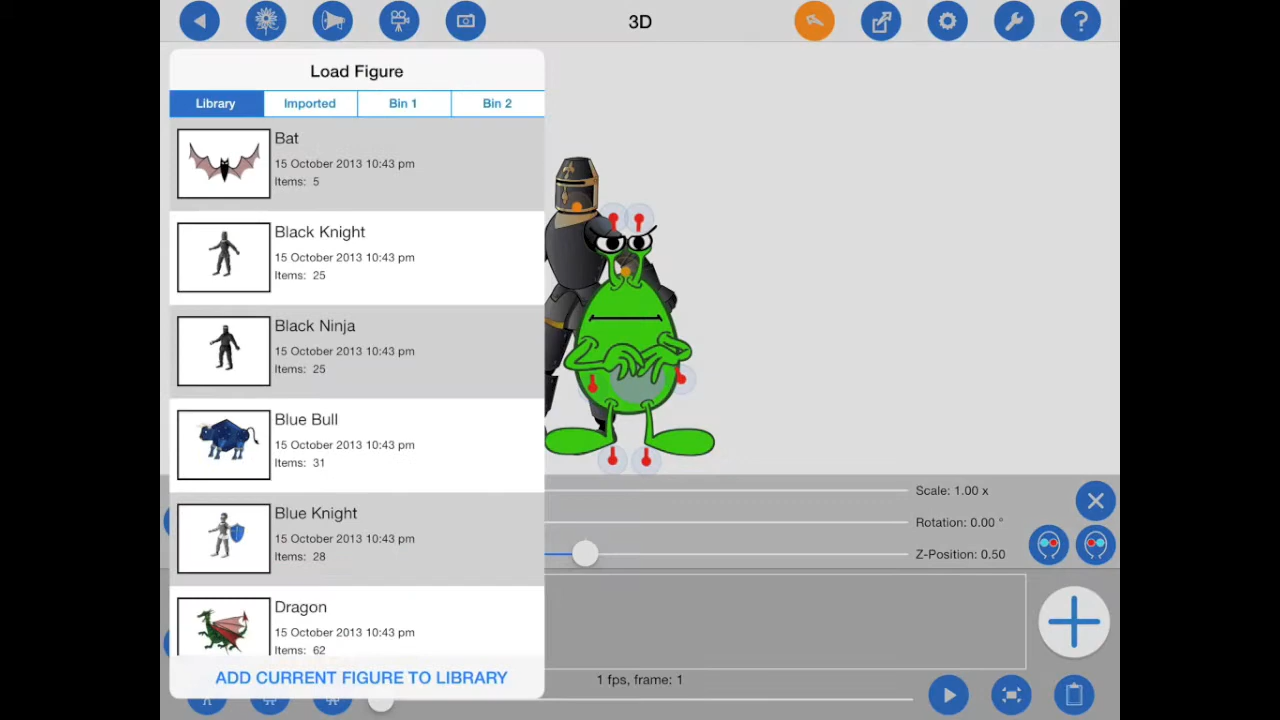 3D
?
Load Figure
Library
Imported
Bin 1
Bin 2
Bat
15 October 2013 10:43 pm
Items: 5
Black Knight
15 October 2013 10:43 pm
Items: 25
Black Ninja
15 October 2013 10:43 pm
Items: 25
Blue Bull
15 October 2013 10:43 pm
Items: 31
Blue Knight
15 October 2013 10:43 pm
Items: 28
Dragon
15 October 2013 10:43 pm
Items: 62
ADD CURRENT FIGURE TO LIBRARY
Scale: 1.00 x
Rotation: 0.00 °
Z-Position: 0.50
1 fps, frame: 1